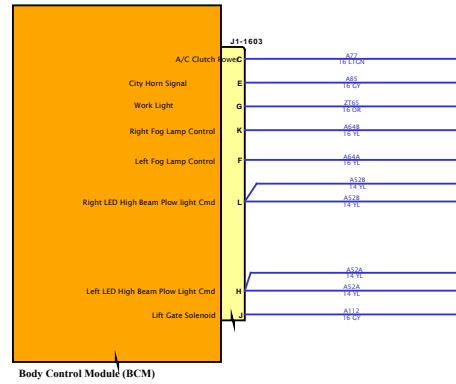 J1-1603
A/C Clutch Power C A77
16 LTGN
City Horn Signal E A85
16 GY
Work Light G ZT65
16 OR
Right Fog Lamp Control K A64B
16 YL
Left Fog Lamp Control F A64A
16 YL
A52B
14 YL
Right LED High Beam Plow light Cmd L A52B
14 YL
A52A
14 YL
Left LED High Beam Plow Light Cmd H A52A
14 YL
Lift Gate Solenoid J A112
16 GY
Body Control Module (BCM)